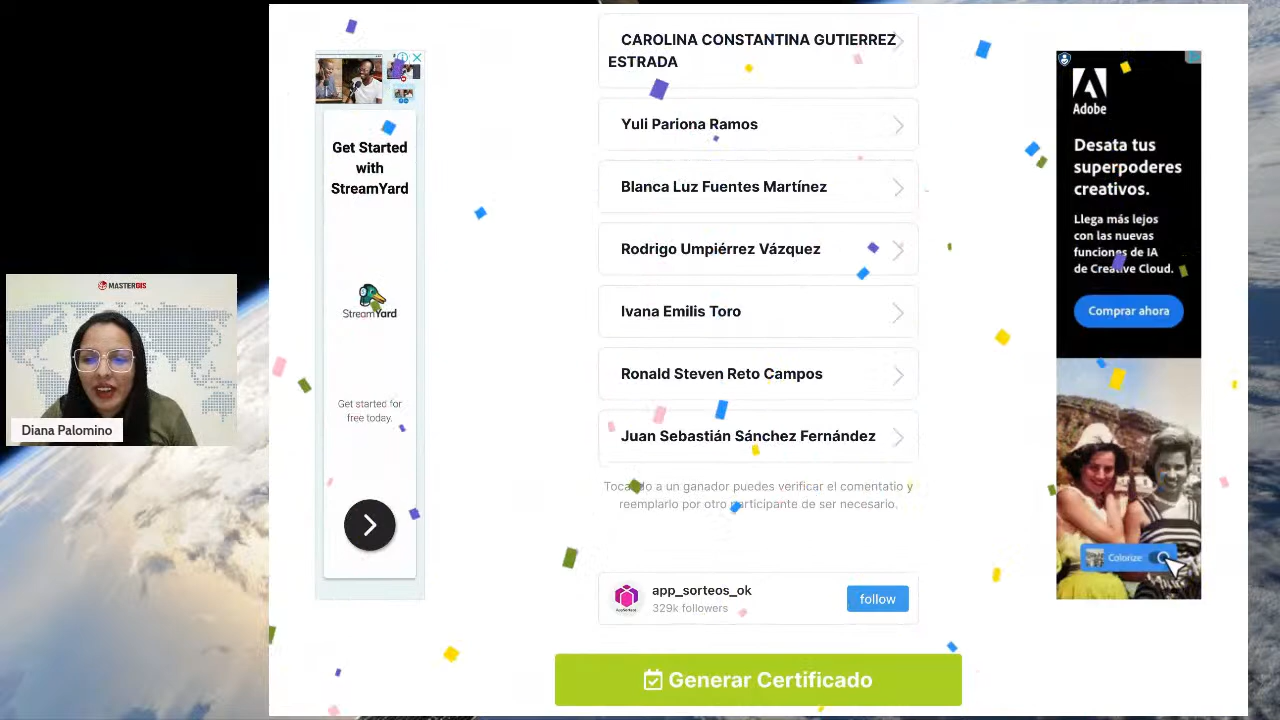 MASTERGIS
Diana Palomino
Get Started
with
StreamYard
StreamYard
Get started for
free today.
CAROLINA CONSTANTINA GUTIERREZ
ESTRADA
Yuli Pariona Ramos
Blanca Luz Fuentes Martínez
Rodrigo Umpiérrez Vázquez
Ivana Emilis Toro
Ronald Steven Reto Campos
Juan Sebastián Sánchez Fernández
Tocando a un ganador puedes verificar el comentatio y
reemplarlo por otro participante de ser necesario.
app_sorteos_ok
329k followers
follow
Generar Certificado
Adobe
Desata tus
superpoderes
creativos.
Llega más lejos
con las nuevas
funciones de IA
de Creative Cloud.
Comprar ahora
Colorize